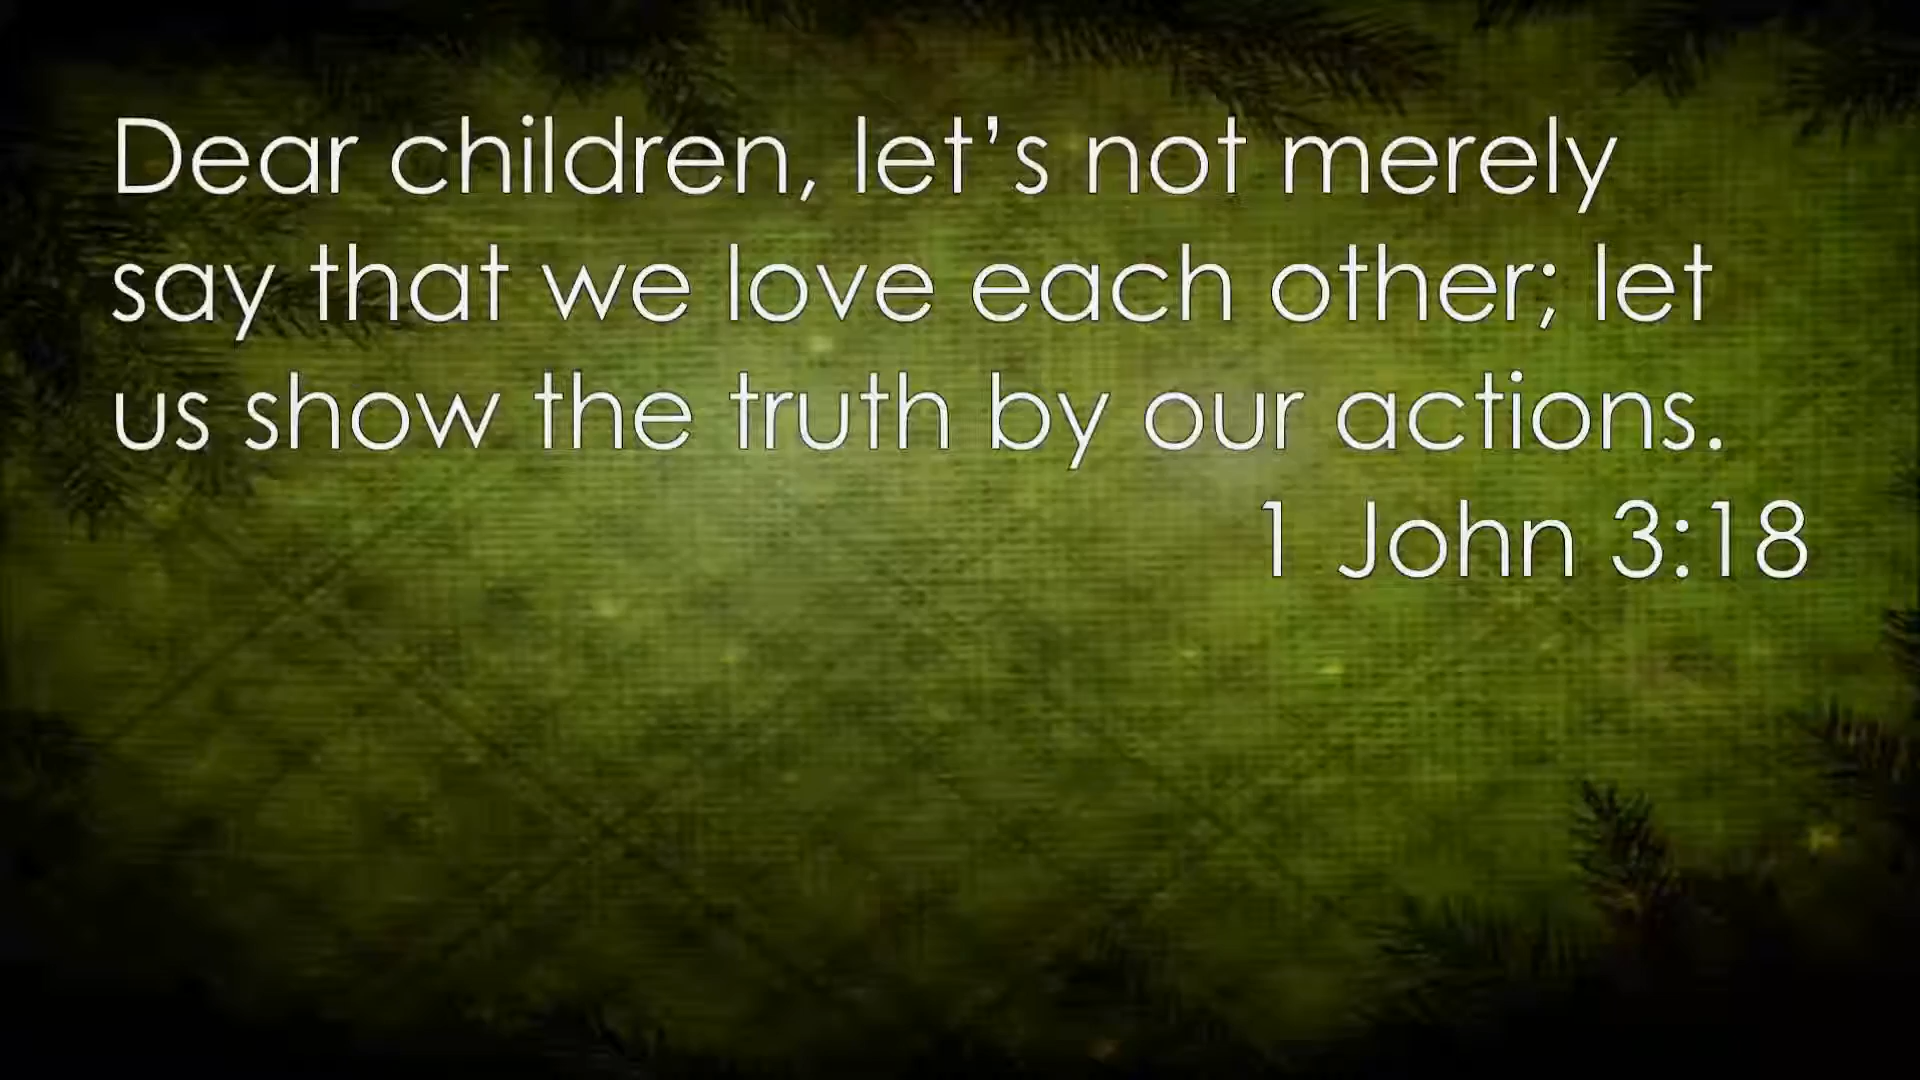 Dear children, let’s not merely
say that we love each other; let
us show the truth by our actions.
1 John 3:18